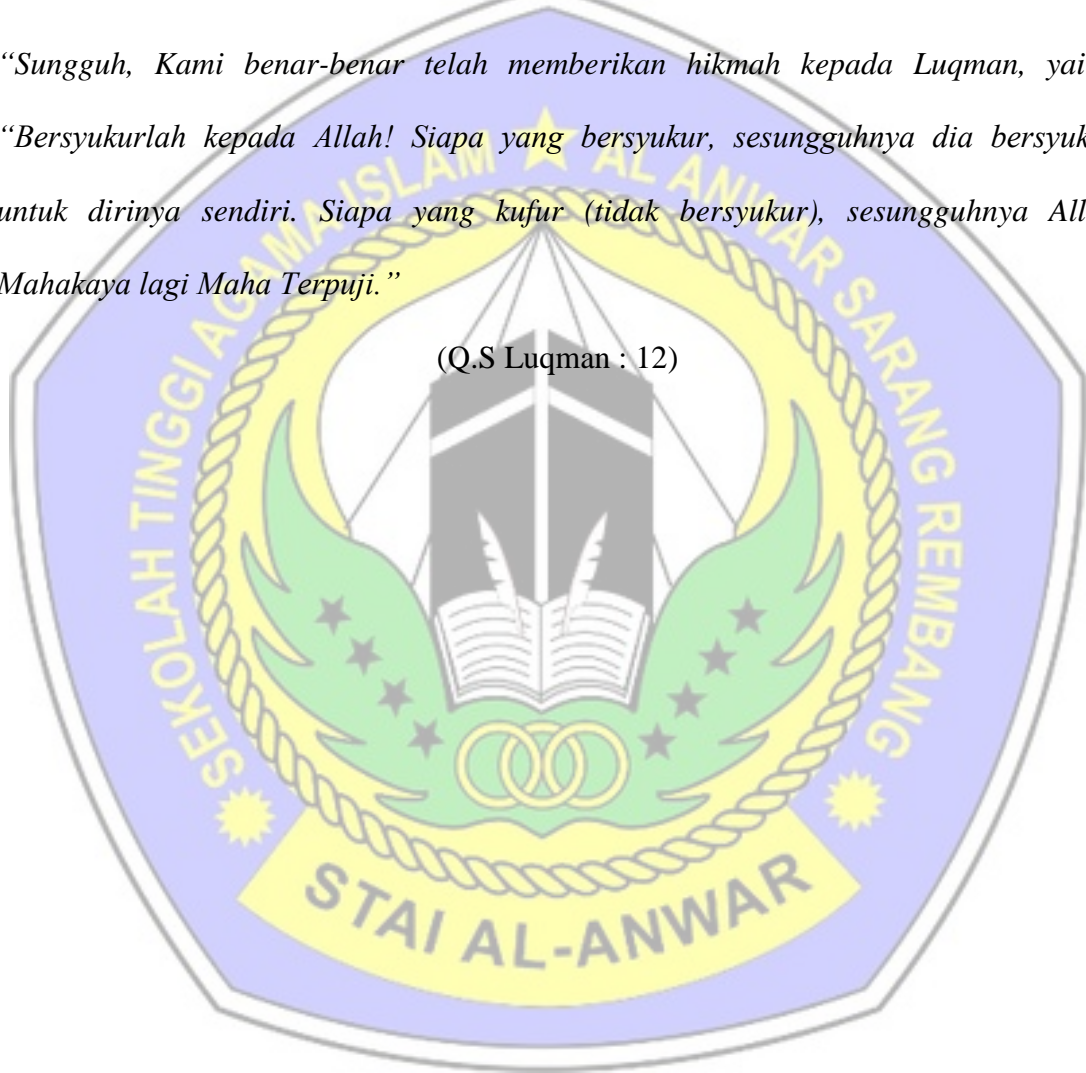 “Sungguh, Kami benar-benar telah memberikan hikmah kepada Luqman, yai
“Bersyukurlah kepada Allah! Siapa yang bersyukur, sesungguhnya dia bersyuk
untuk dirinya sendiri. Siapa yang kufur (tidak bersyukur), sesungguhnya All
Mahakaya lagi Maha Terpuji.”
(Q.S Luqman : 12)
SEKOLAH TINGGI AGAMA ISLAM ★ AL ANWAR SARANG REMBANG
STAI AL-ANWAR